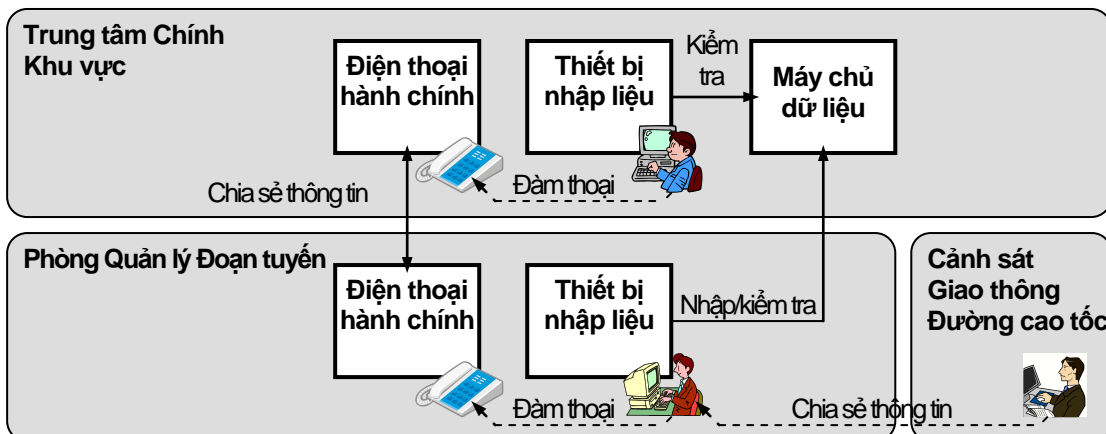 Trung tâm Chính
Khu vực
Điện thoại
hành chính
Thiết bị
nhập liệu
Kiểm
tra
Máy chủ
dữ liệu
Chia sẻ thông tin
Đàm thoại
Phòng Quản lý Đoạn tuyến
Điện thoại
hành chính
Thiết bị
nhập liệu
Nhập/kiểm tra
Đàm thoại
Chia sẻ thông tin
Cảnh sát
Giao thông
Đường cao tốc